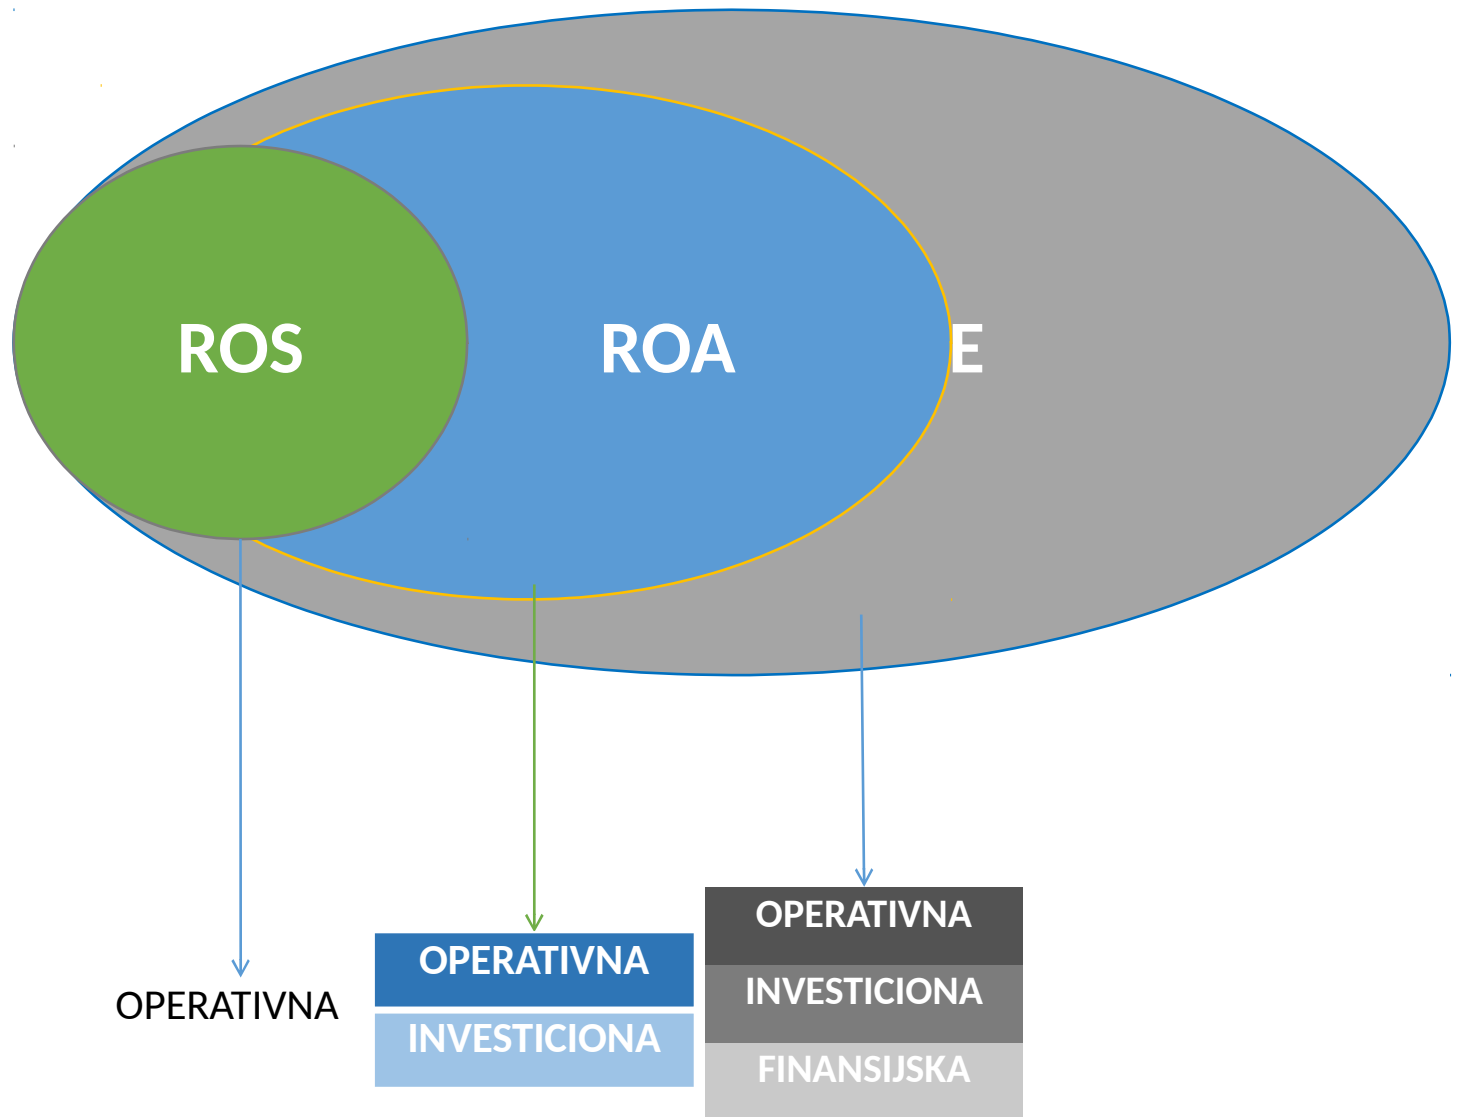 ROS
ROA
E
OPERATIVNA
INVESTICIONA
FINANSIJSKA
OPERATIVNA
INVESTICIONA
OPERATIVNA